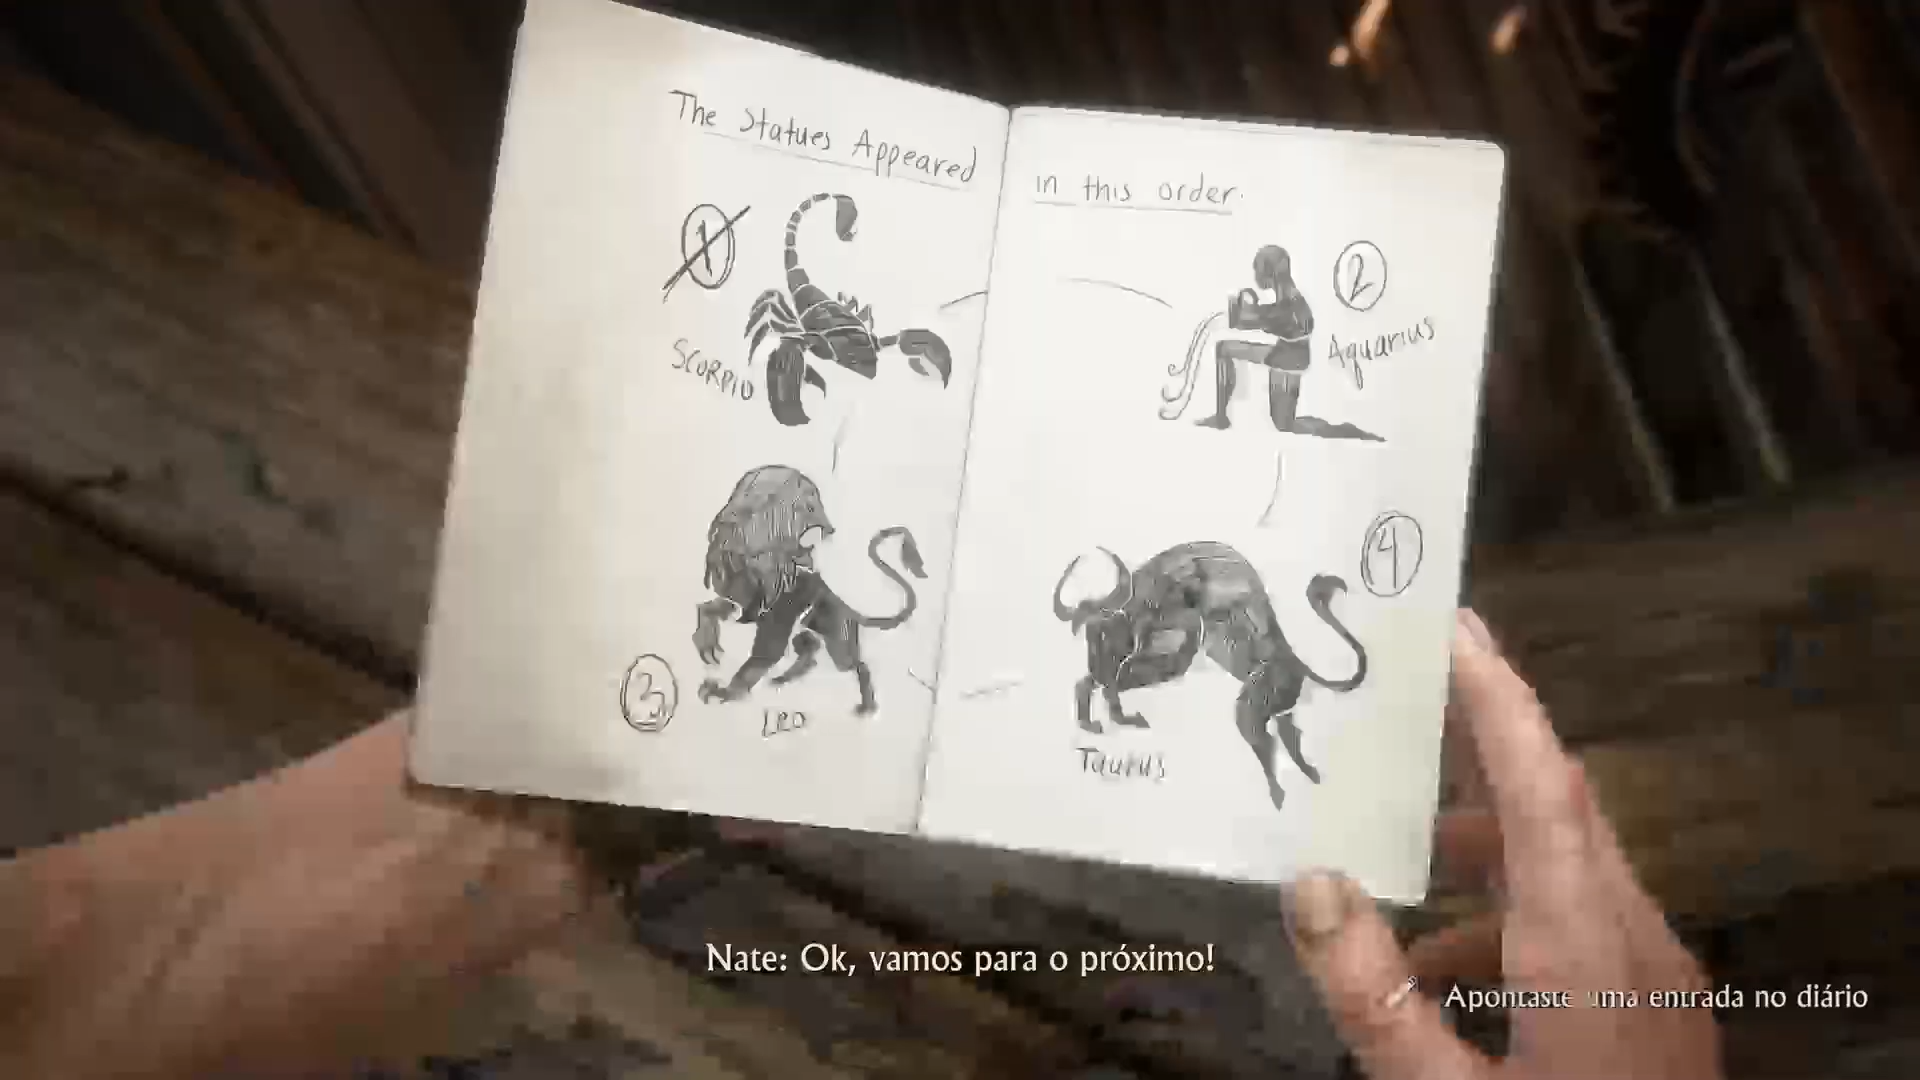 The Statues Appeared
in this order.
1
SCORPIO
2
Aquarius
3
Leo
4
Taurus
Nate: Ok, vamos para o próximo!
Apontaste uma entrada no diário